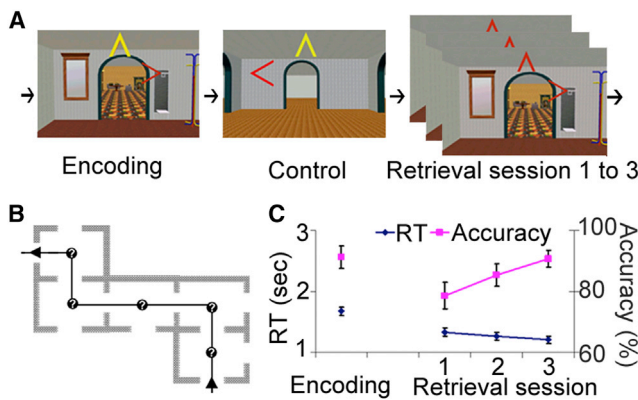 A
Encoding
Control
Retrieval session 1 to 3
B
?
? ? ?
?
C
RT Accuracy
3
2
1
RT (sec)
100
80
60
Accuracy (%)
1 2 3
Encoding Retrieval session